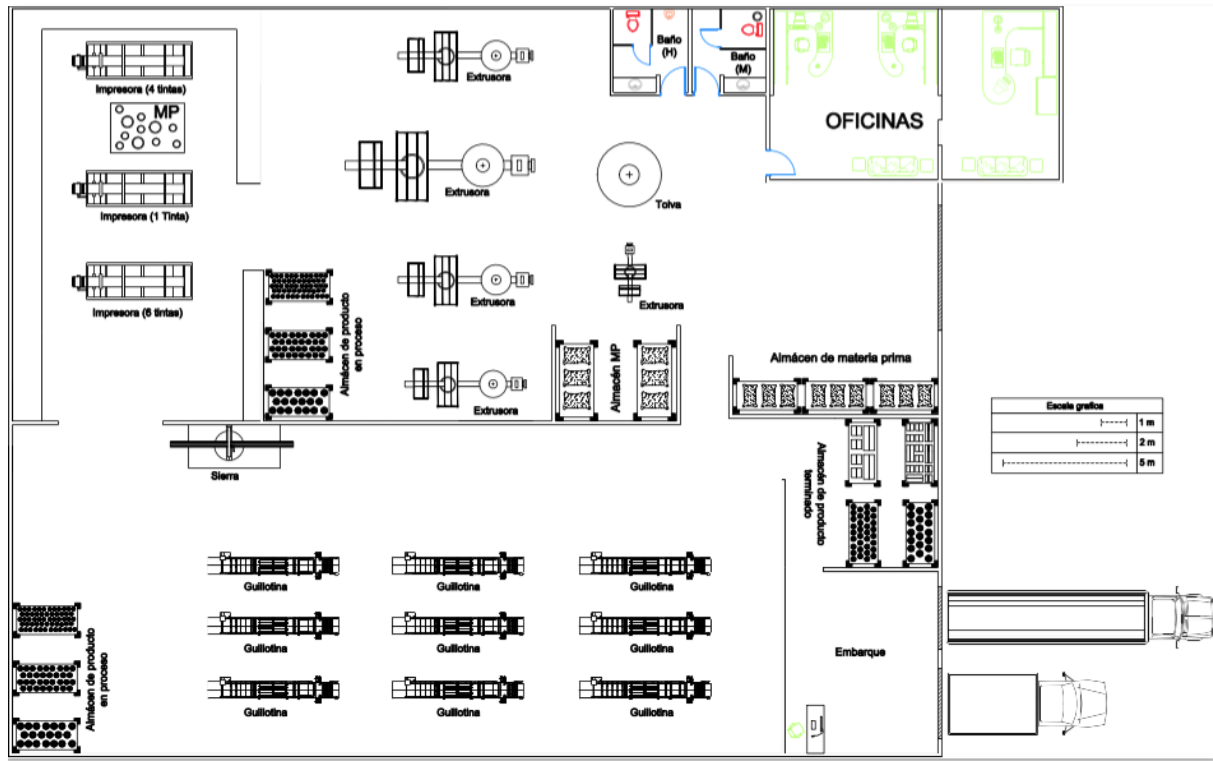 Impresora (4 tintas)
MP
Impresora (1 Tinta)
Impresora (6 tintas)
Extrusora
Extrusora
Extrusora
Extrusora
Extrusora
Tolva
Baño
(H)
Baño
(M)
OFICINAS
Almácen de producto
en proceso
Almacén MP
Almácen de materia prima
Escala grafica
1 m
2 m
5 m
Sierra
Almacén de producto
terminado
Guillotina
Guillotina
Guillotina
Guillotina
Guillotina
Guillotina
Guillotina
Guillotina
Guillotina
Almácen de producto
en proceso
Embarque